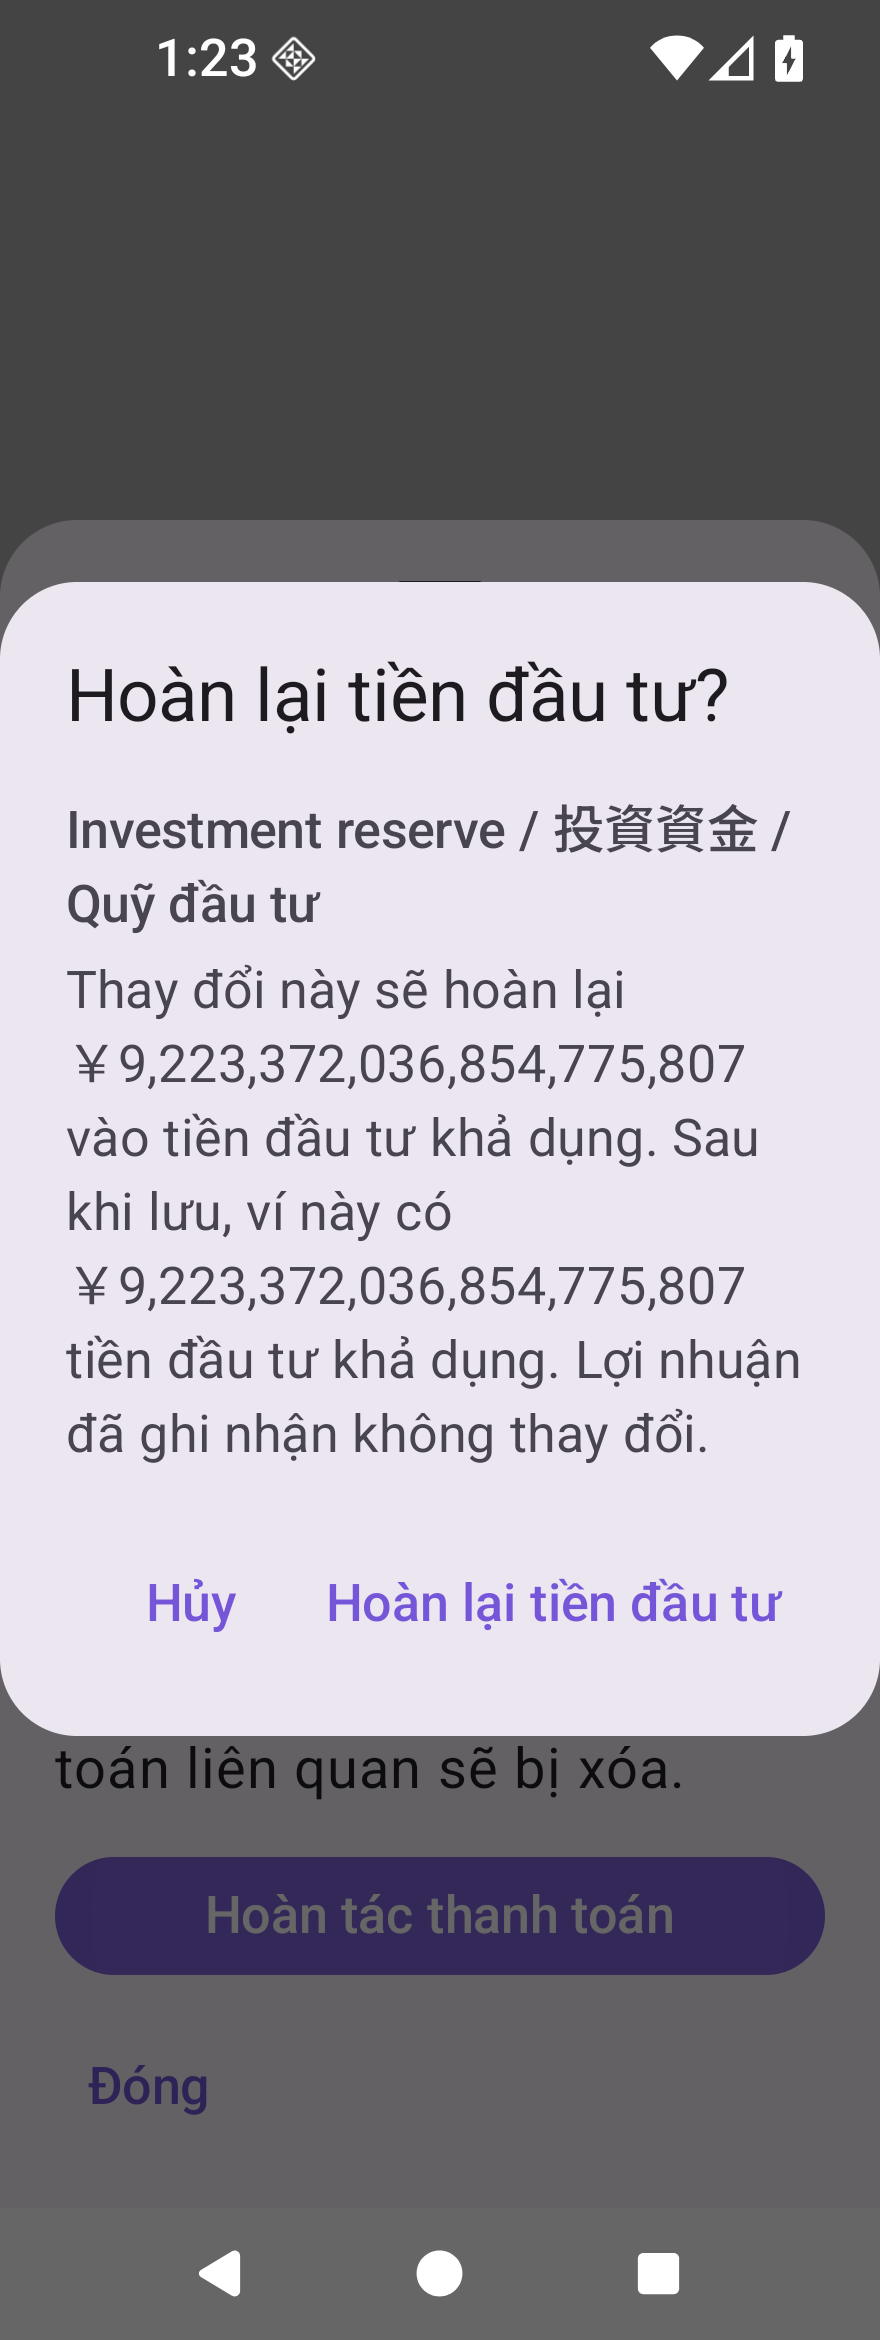 1:23
Hoàn lại tiền đầu tư?
Investment reserve / 投資資金 /
Quỹ đầu tư
Thay đổi này sẽ hoàn lại
￥9,223,372,036,854,775,807
vào tiền đầu tư khả dụng. Sau
khi lưu, ví này có
￥9,223,372,036,854,775,807
tiền đầu tư khả dụng. Lợi nhuận
đã ghi nhận không thay đổi.
Hủy Hoàn lại tiền đầu tư
toán liên quan sẽ bị xóa.
Hoàn tác thanh toán
Đóng